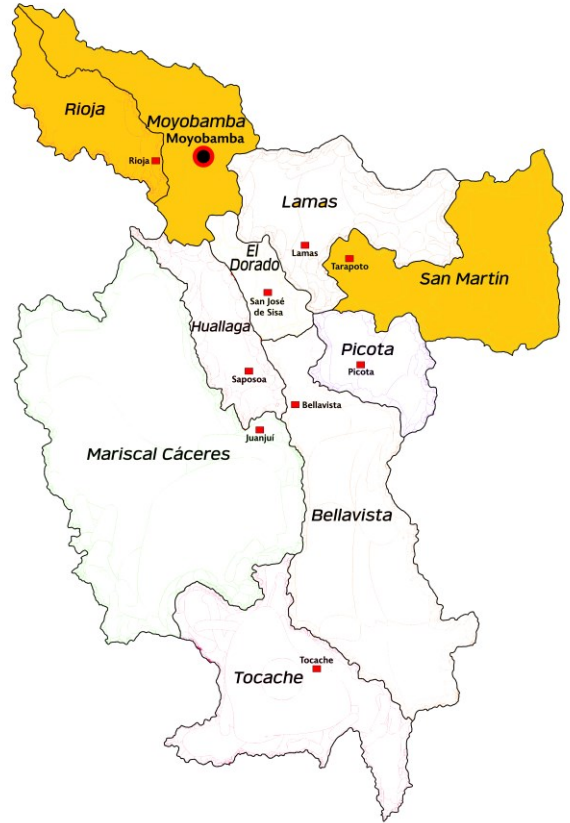 Rioja
Moyobamba
Moyobamba
Rioja
Lamas
El
Dorado
Lamas
Tarapoto
San Martin
San José
de Sisa
Huallaga
Picota
Picota
Saposoa
Bellavista
Juanjuí
Mariscal Cáceres
Bellavista
Tocache
Tocache